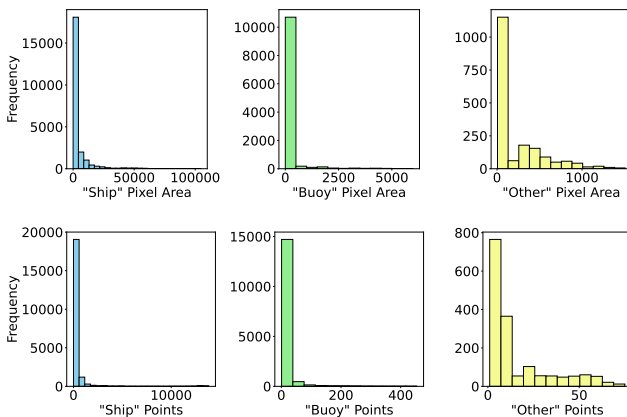 15000
10000
5000
0
Frequency
0 50000 100000
"Ship" Pixel Area
10000
8000
6000
4000
2000
0
0 2500 5000
"Buoy" Pixel Area
1000
750
500
250
0
0 1000
"Other" Pixel Area
20000
15000
10000
5000
0
Frequency
0 10000
"Ship" Points
15000
10000
5000
0
0 200 400
"Buoy" Points
800
600
400
200
0
0 50
"Other" Points